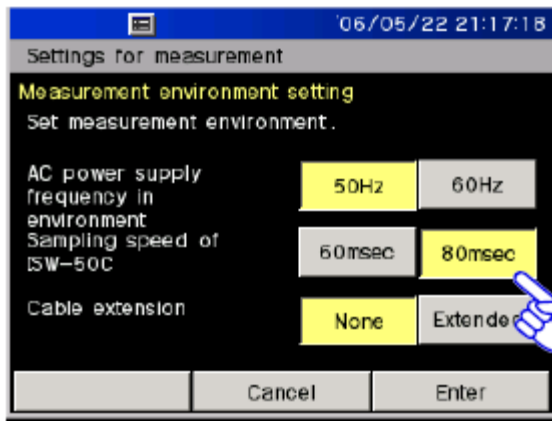 '06/05/22 21:17:18
Settings for measurement
Measurement environment setting
Set measurement environment.
AC power supply
frequency in
environment
50Hz
60Hz
Sampling speed of
ISW-50C
60msec
80msec
Cable extension
None
Extended
Cancel
Enter